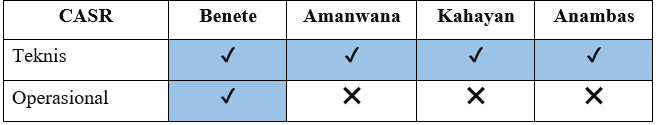 CASR Benete Amanwana Kahayan Anambas
Teknis ✓ ✓ ✓ ✓
Operasional ✓ ✕ ✕ ✕